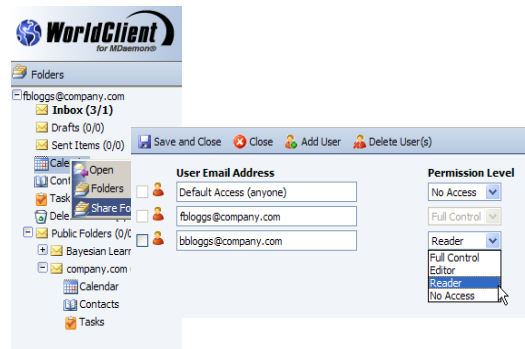 WorldClient
for MDaemon®
Folders
fbloggs@company.com
Inbox (3/1)
Drafts (0/0)
Sent Items (0/0)
Open
Folders
Share Fo
Public Folders (0/0
Bayesian Learn
company.com
Calendar
Contacts
Tasks
Save and Close Close Add User Delete User(s)
User Email Address Permission Level
Default Access (anyone) No Access
fbloggs@company.com Full Control
bbloggs@company.com Reader
Full Control
Editor
Reader
No Access